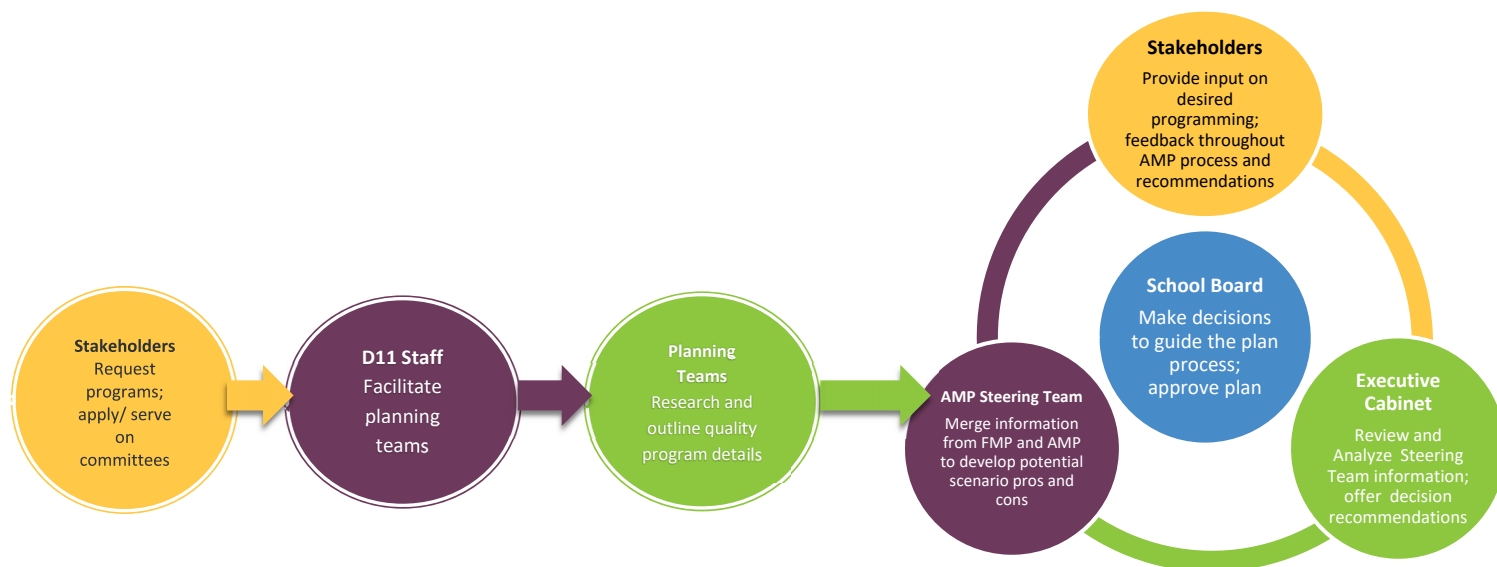 Stakeholders
Request
programs;
apply/ serve
on
committees
D11 Staff
Facilitate
planning
teams
Planning
Teams
Research and
outline quality
program details
AMP Steering Team
Merge information
from FMP and AMP
to develop potential
scenario pros and
cons
Stakeholders
Provide input on
desired
programming;
feedback throughout
AMP process and
recommendations
School Board
Make decisions
to guide the plan
process;
approve plan
Executive
Cabinet
Review and
Analyze Steering
Team information;
offer decision
recommendations